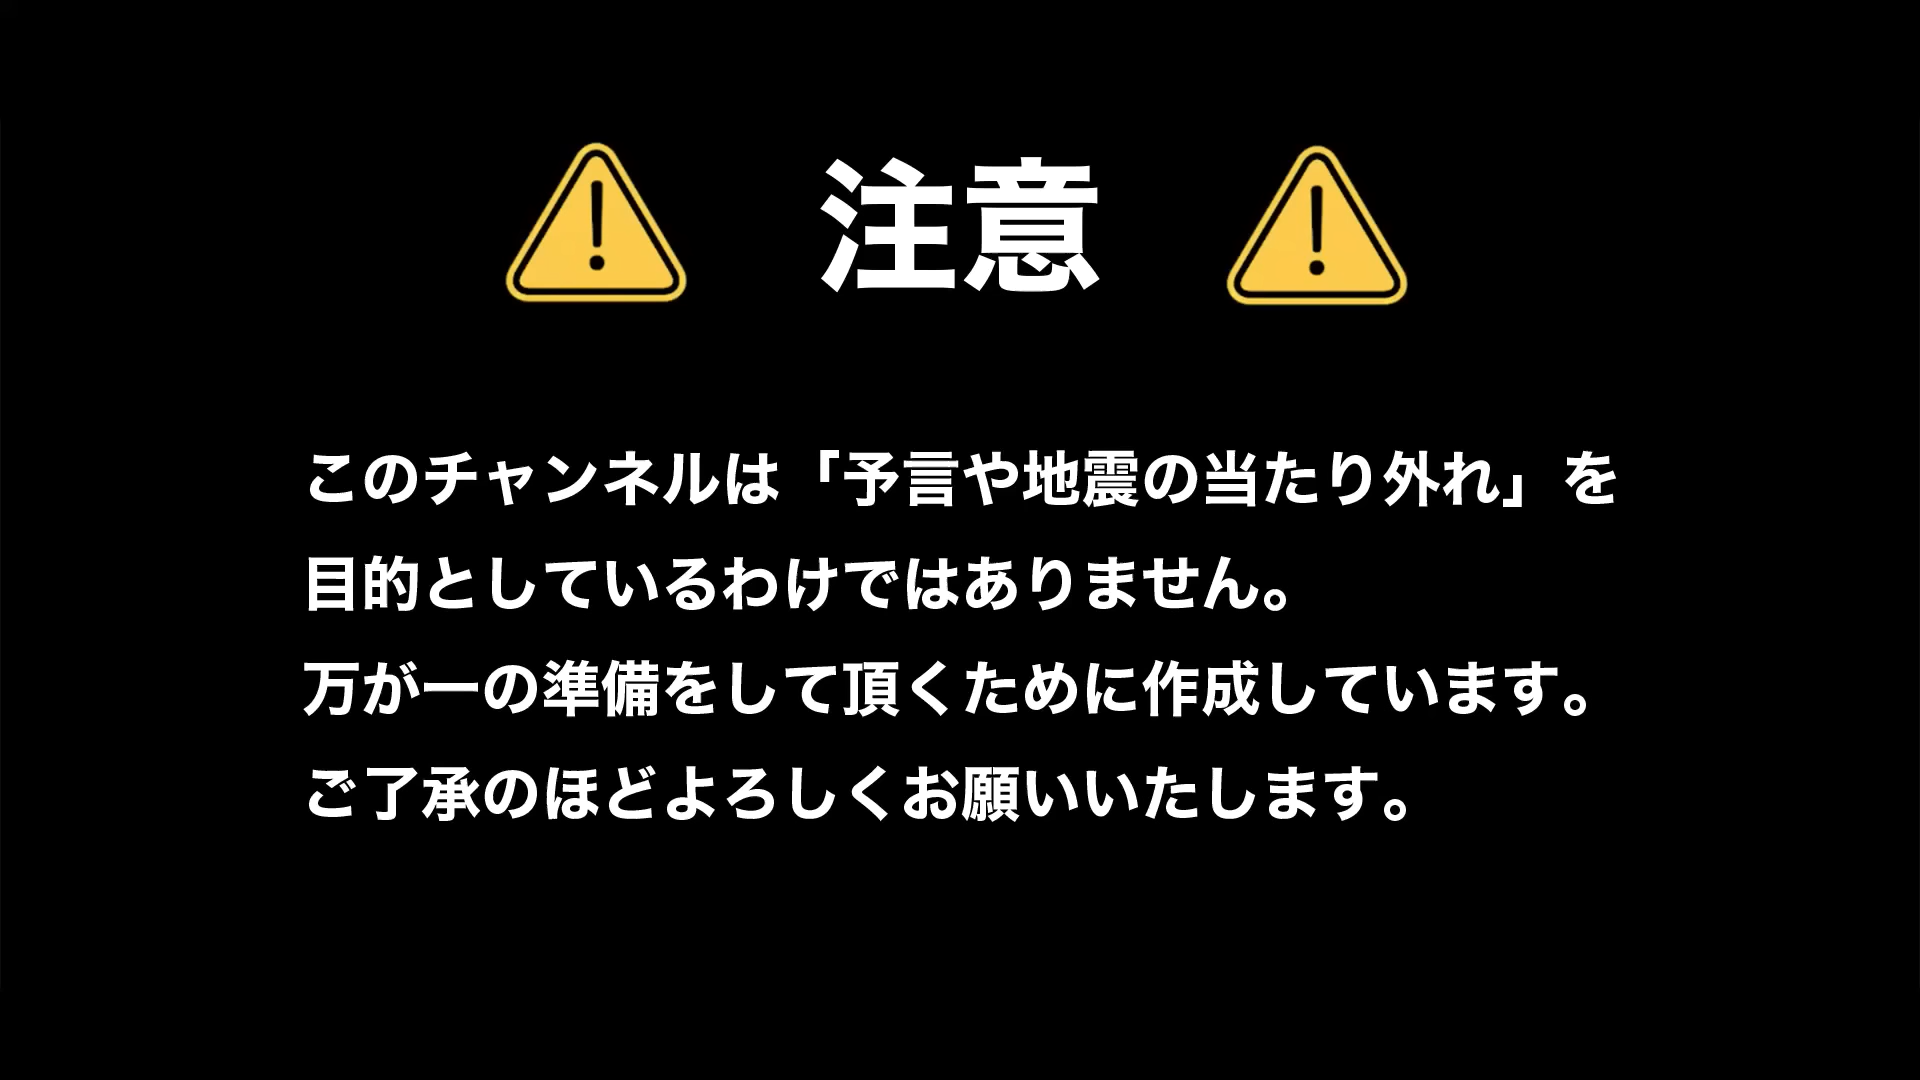 注意
このチャンネルは「予言や地震の当たり外れ」を
目的としているわけではありません。
万が一の準備をして頂くために作成しています。
ご了承のほどよろしくお願いいたします。